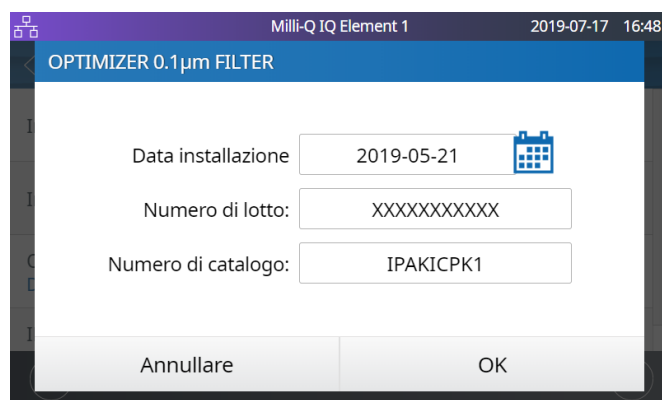 Milli-Q IQ Element 1 2019-07-17 16:48
OPTIMIZER 0.1µm FILTER
Data installazione 2019-05-21
Numero di lotto: XXXXXXXXXXX
Numero di catalogo: IPAKICPK1
Annullare OK